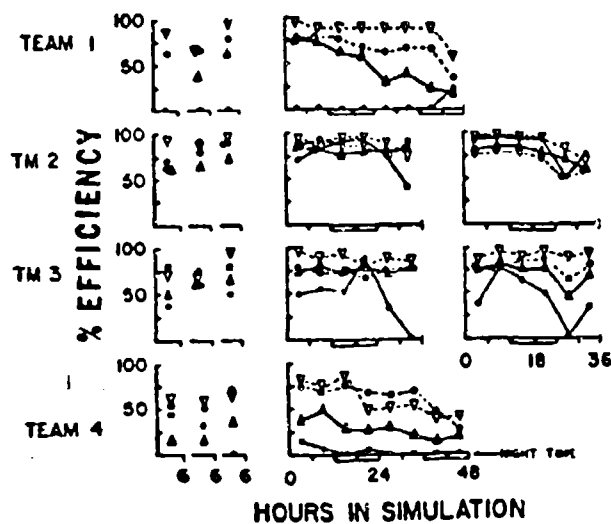 TEAM 1
100
50
TM 2
100
50
% EFFICIENCY
TM 3
100
50
0 18 36
TEAM 4
100
50
6 6 6
0 24 48
NIGHT TIME
HOURS IN SIMULATION